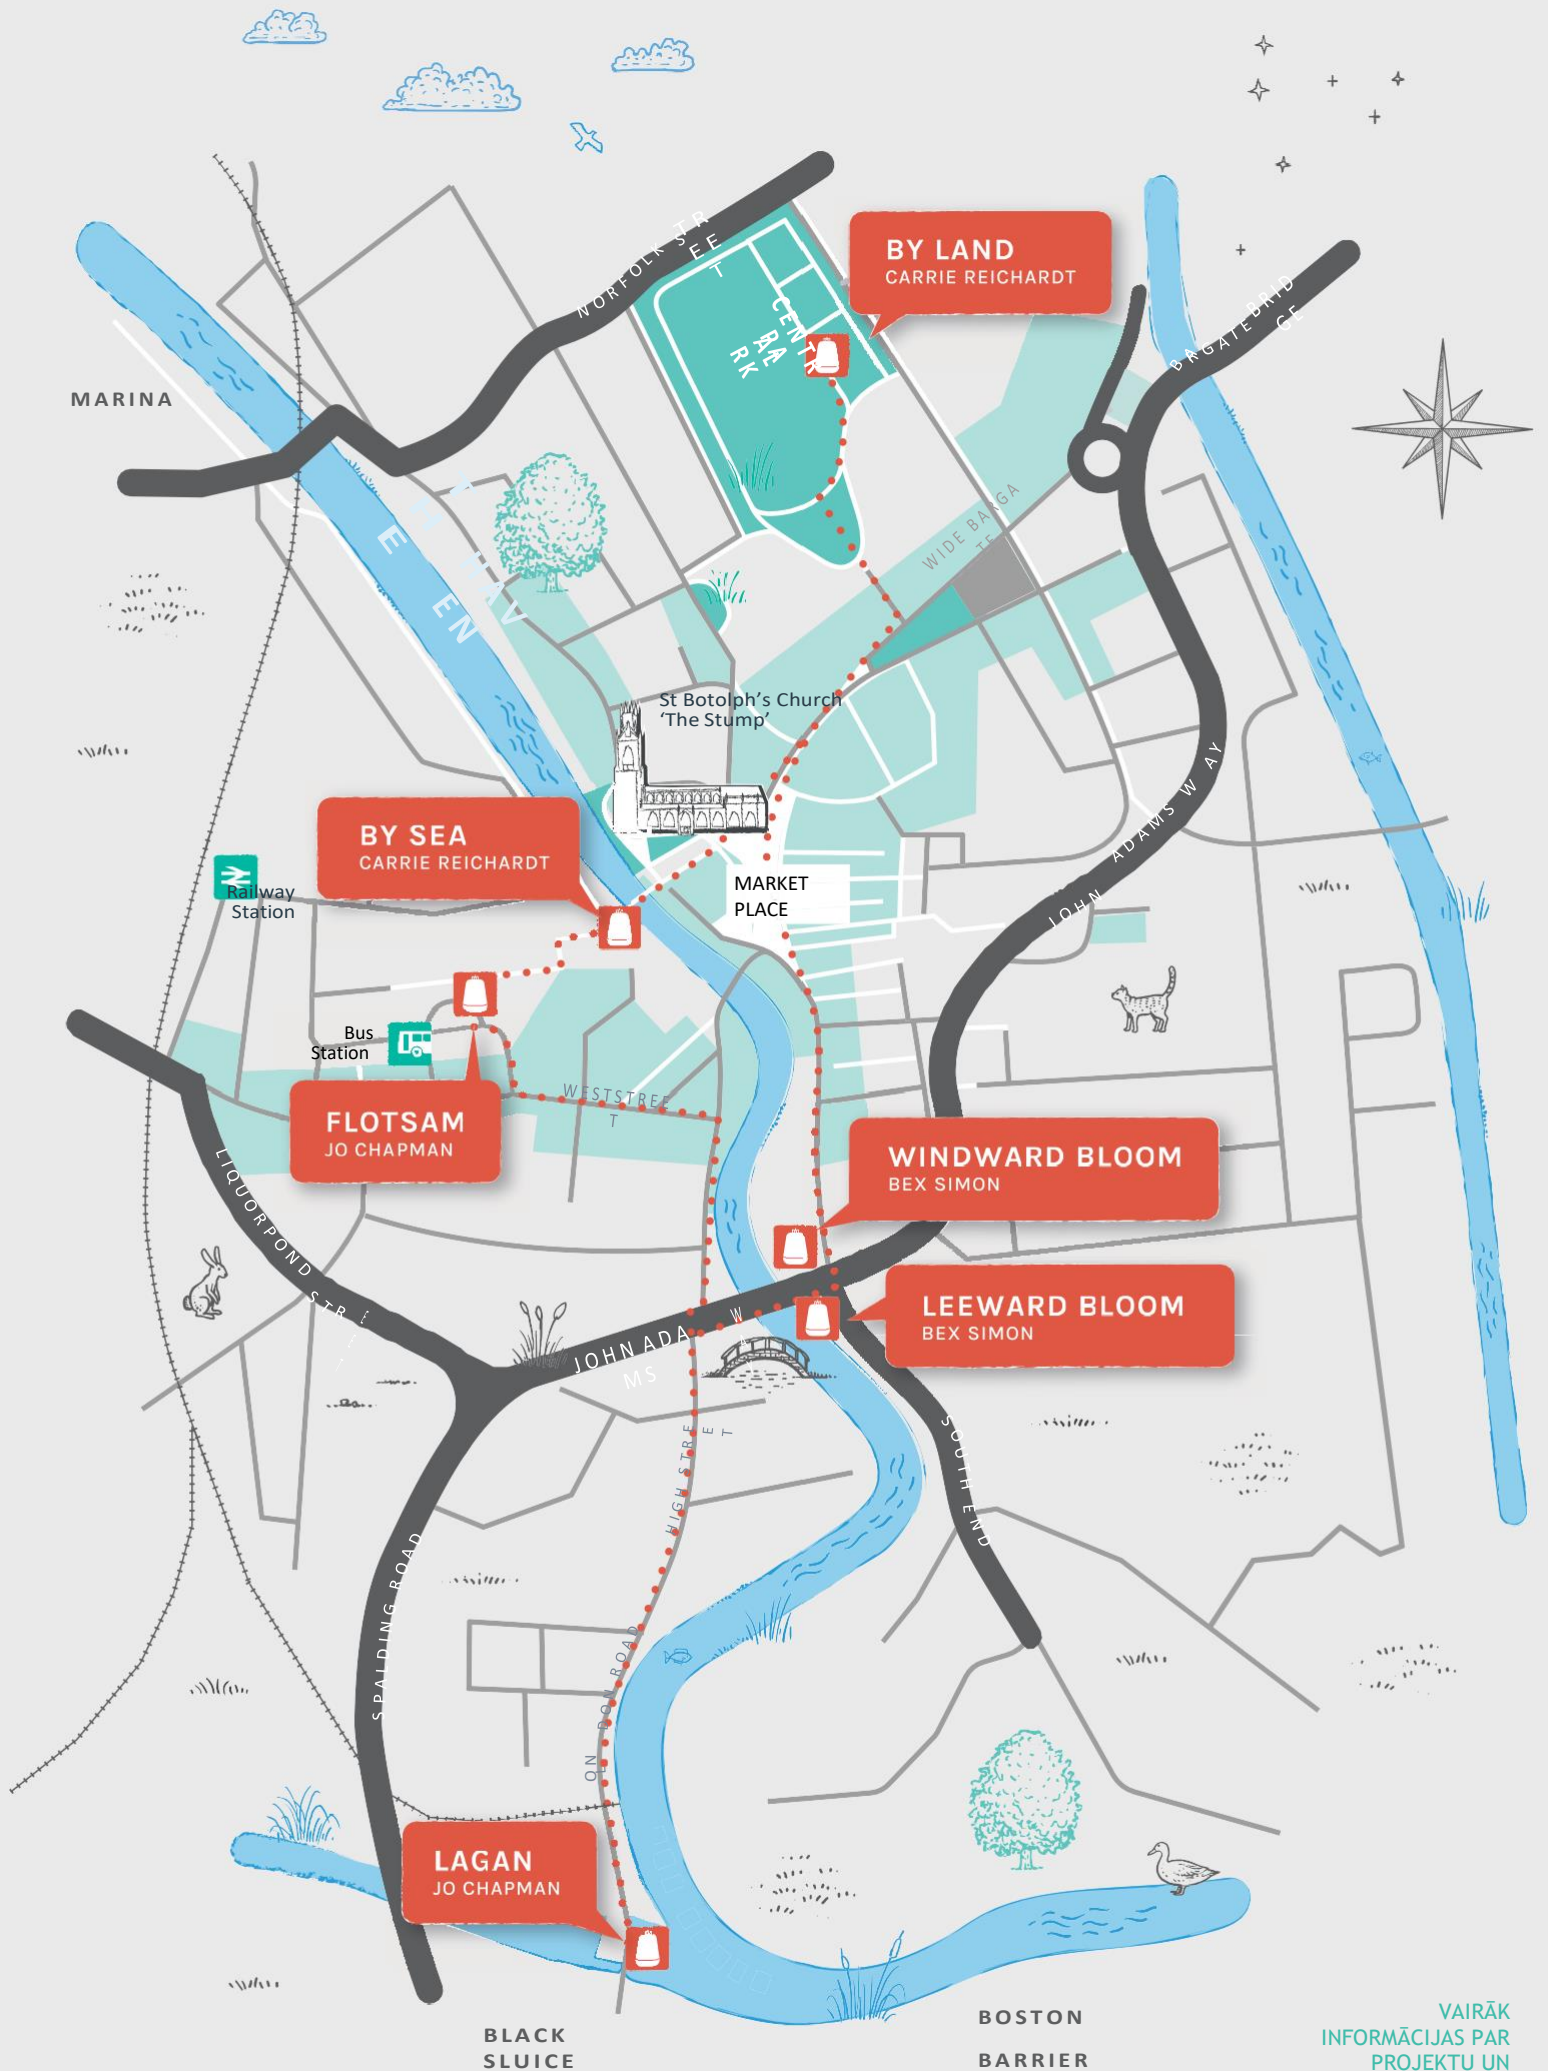 NORFOLK STREET
BY LAND
CARRIE REICHARDT
CENTRAL
PARK
BARGATE BRIDGE
MARINA
THE HAVEN
WIDE BARGATE
St Botolph's Church
'The Stump'
JOHN ADAMS WAY
BY SEA
CARRIE REICHARDT
MARKET
PLACE
Railway
Station
Bus
Station
FLOTSAM
JO CHAPMAN
WEST STREET
WINDWARD BLOOM
BEX SIMON
LIQUORPOND STREET
LEEWARD BLOOM
BEX SIMON
JOHN ADAMS WAY
HIGH STREET
SOUTH END
SPALDING ROAD
LONDON ROAD
LAGAN
JO CHAPMAN
BLACK
SLUICE
BOSTON
BARRIER
VAIRĀK
INFORMĀCIJAS PAR
PROJEKTU UN